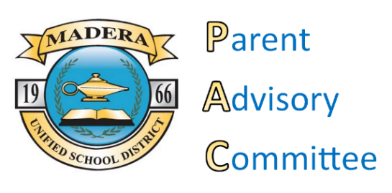 MADERA
19 66
UNIFIED SCHOOL DISTRICT
Parent
Advisory
Committee